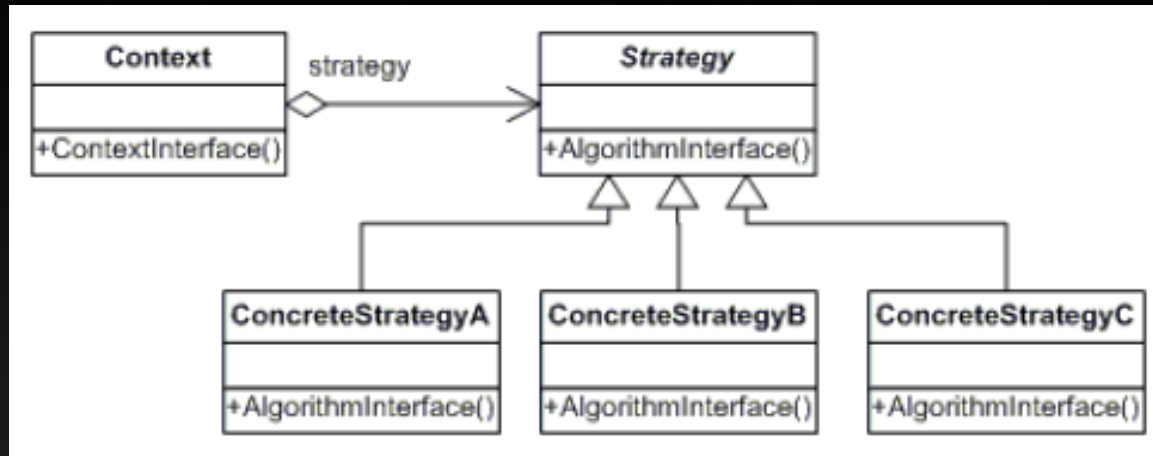 Context
strategy
Strategy
+ContextInterface()
+AlgorithmInterface()
ConcreteStrategyA
ConcreteStrategyB
ConcreteStrategyC
+AlgorithmInterface()
+AlgorithmInterface()
+AlgorithmInterface()